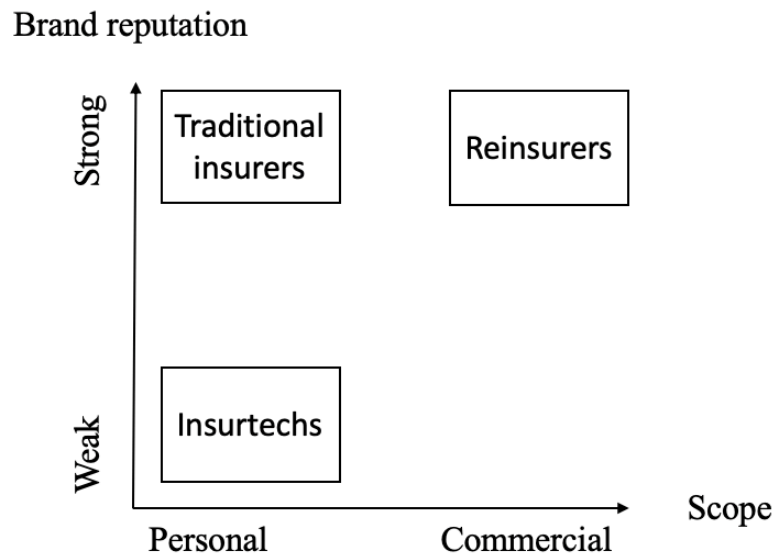 Brand reputation
Strong
Traditional
insurers
Reinsurers
Weak
Insurtechs
Scope
Personal
Commercial